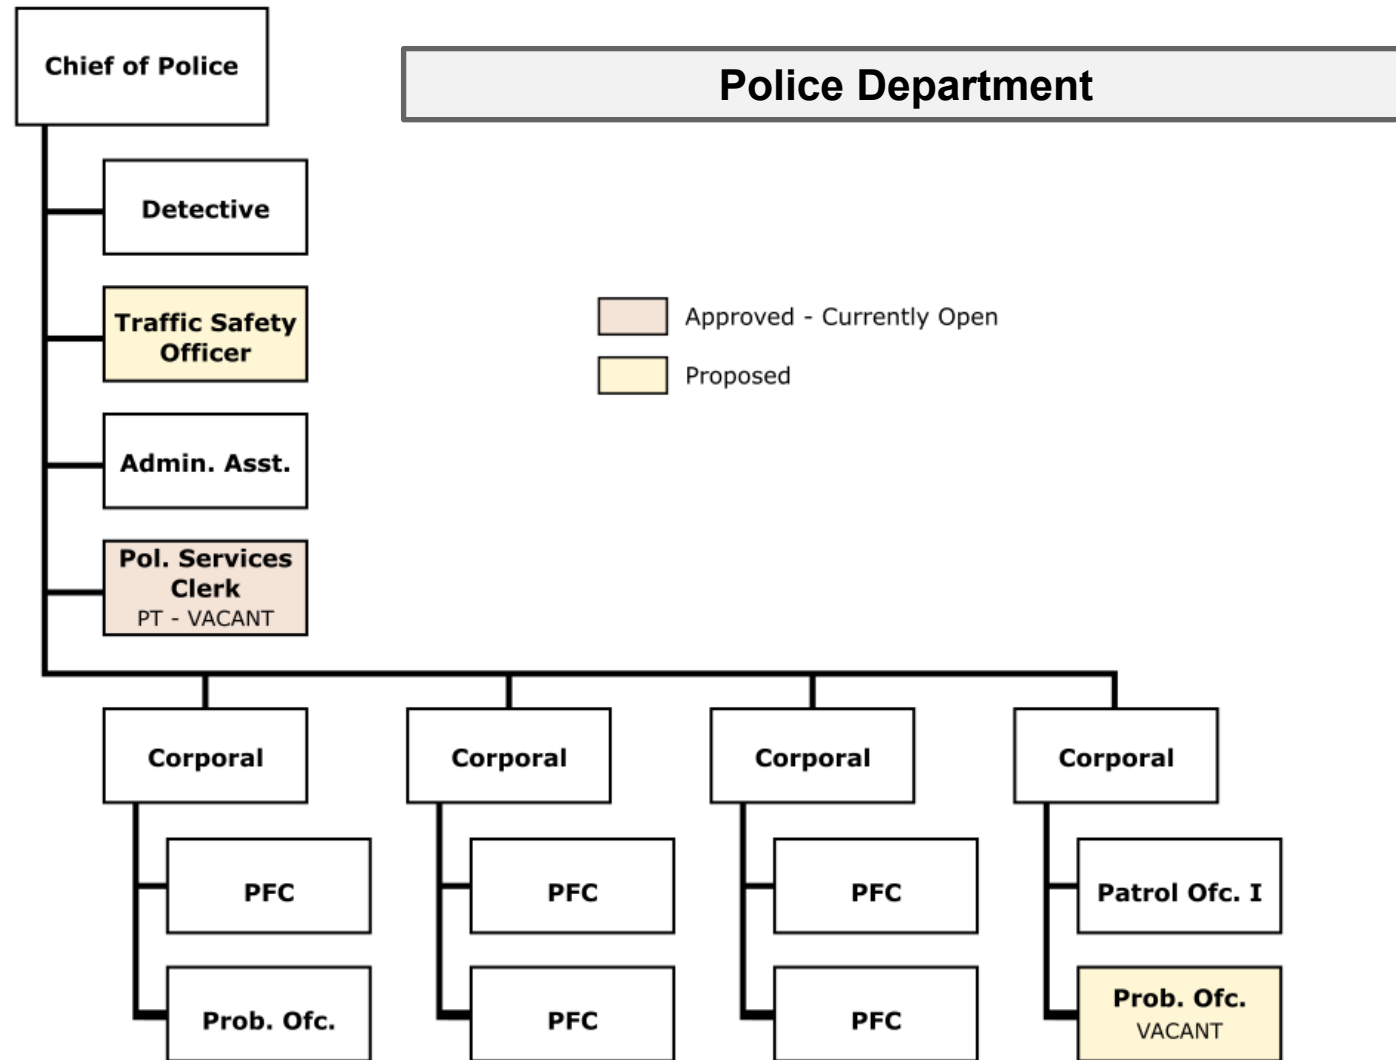 Chief of Police
Police Department
Detective
Traffic Safety
Officer
Approved - Currently Open
Proposed
Admin. Asst.
Pol. Services
Clerk
PT - VACANT
Corporal
Corporal
Corporal
Corporal
PFC
PFC
PFC
Patrol Ofc. I
Prob. Ofc.
PFC
PFC
Prob. Ofc.
VACANT